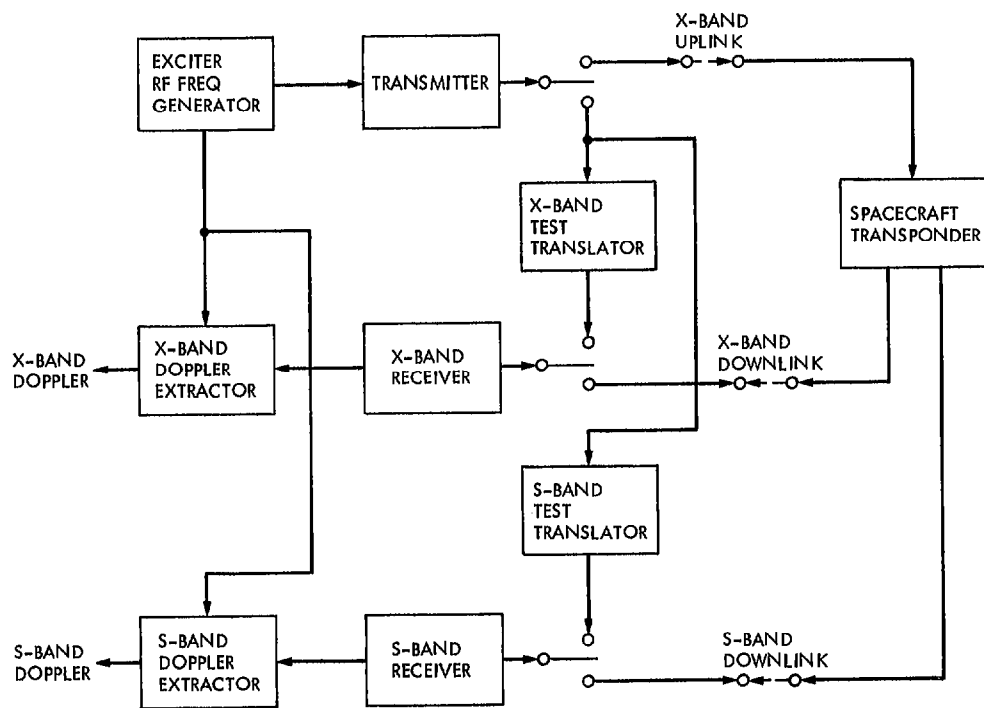 EXCITER
RF FREQ
GENERATOR
TRANSMITTER
X-BAND
UPLINK
X-BAND
TEST
TRANSLATOR
SPACECRAFT
TRANSPONDER
X-BAND
DOPPLER
X-BAND
DOPPLER
EXTRACTOR
X-BAND
RECEIVER
X-BAND
DOWNLINK
S-BAND
TEST
TRANSLATOR
S-BAND
DOPPLER
S-BAND
DOPPLER
EXTRACTOR
S-BAND
RECEIVER
S-BAND
DOWNLINK